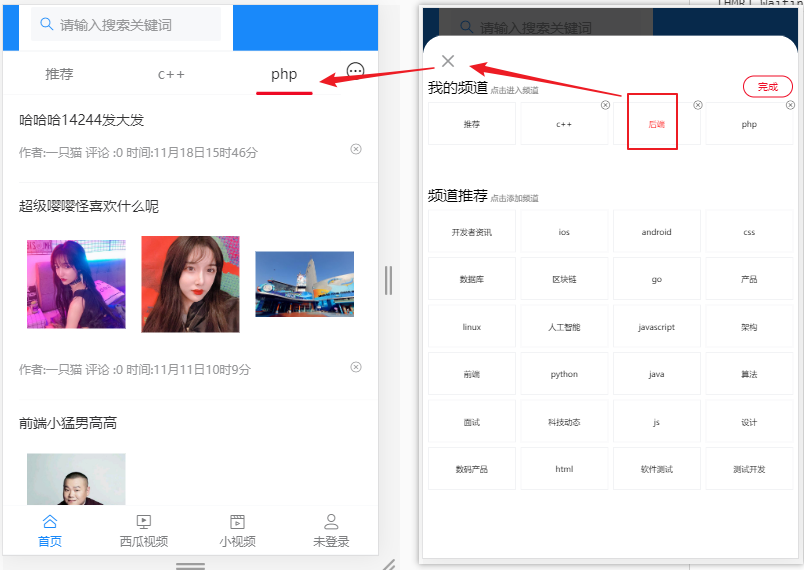 请输入搜索关键词
推荐 c++ php
哈哈哈14244发大发
作者:一只猫 评论 :0 时间:11月18日15时46分
超级嘤嘤怪喜欢什么呢
作者:一只猫 评论 :0 时间:11月11日10时9分
前端小猛男高高
首页 西瓜视频 小视频 未登录
[HMR] Waitin
请输入搜索关键词
我的频道 点击进入频道 完成
推荐 c++ 后端 php
频道推荐 点击添加频道
开发者资讯 ios android css
数据库 区块链 go 产品
linux 人工智能 javascript 架构
前端 python java 算法
面试 科技动态 js 设计
数码产品 html 软件测试 测试开发